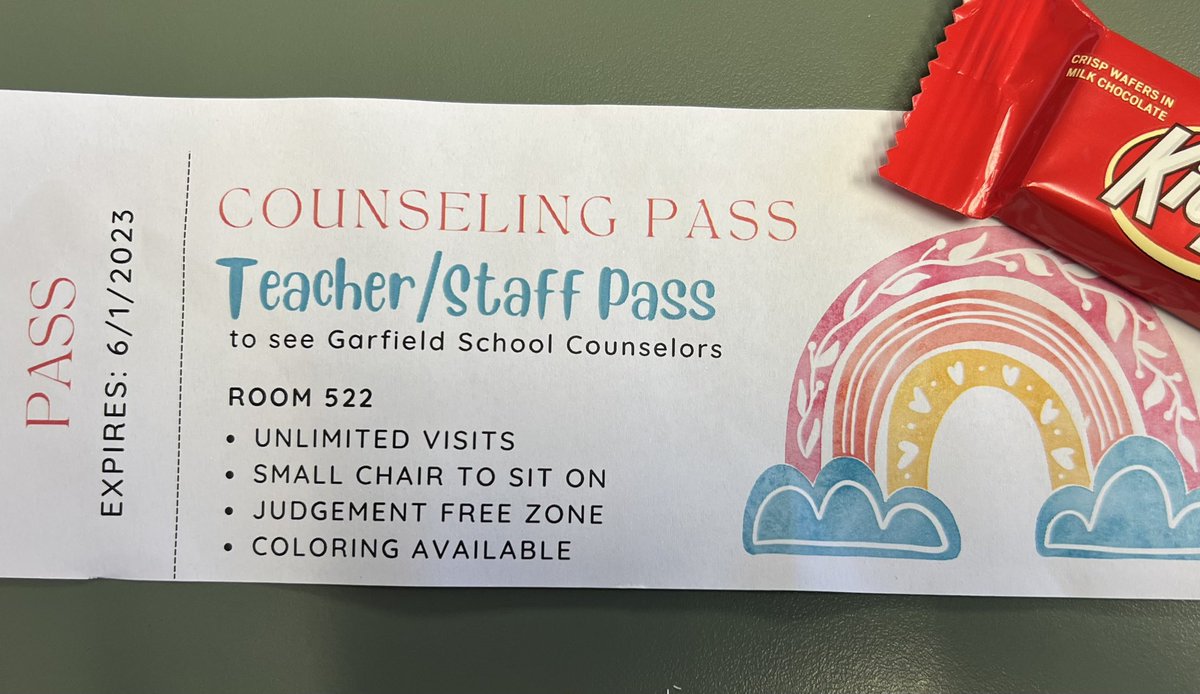 PASS
EXPIRES: 6/1/2023
COUNSELING PASS
Teacher/Staff Pass
to see Garfield School Counselors
ROOM 522
• UNLIMITED VISITS
• SMALL CHAIR TO SIT ON
• JUDGEMENT FREE ZONE
• COLORING AVAILABLE
CRISP WAFERS IN
MILK CHOCOLATE